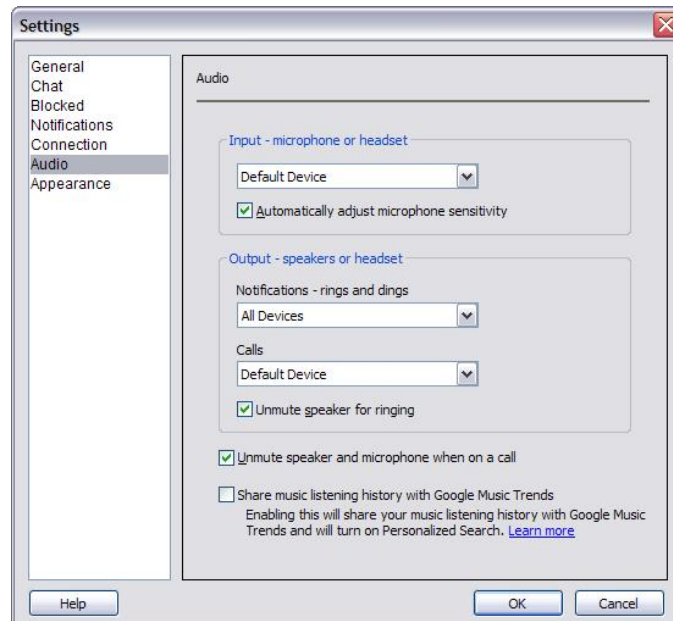 Settings
General
Chat
Blocked
Notifications
Connection
Audio
Appearance
Audio
Input - microphone or headset
Default Device
Automatically adjust microphone sensitivity
Output - speakers or headset
Notifications - rings and dings
All Devices
Calls
Default Device
Unmute speaker for ringing
Unmute speaker and microphone when on a call
Share music listening history with Google Music Trends
Enabling this will share your music listening history with Google Music
Trends and will turn on Personalized Search. Learn more
Help
OK
Cancel